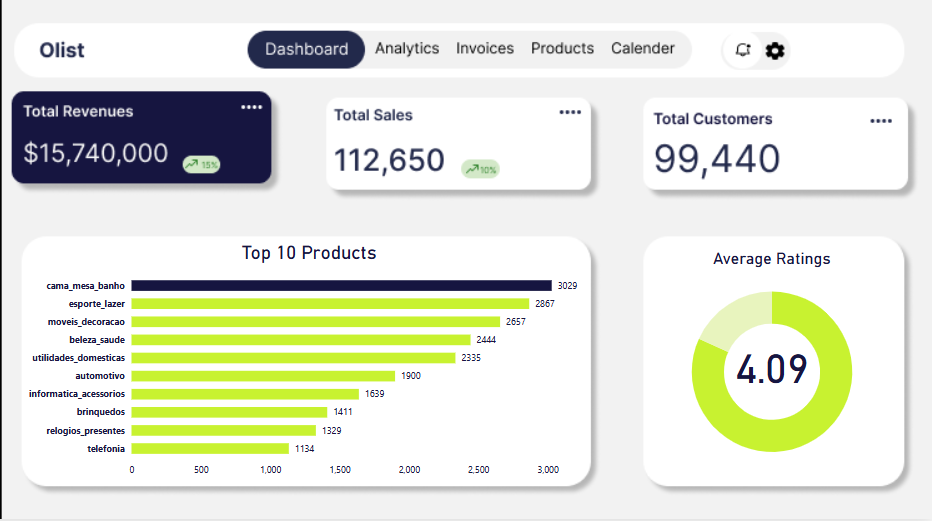 Olist
Dashboard Analytics Invoices Products Calender
Total Revenues
$15,740,000
15%
Total Sales
112,650
10%
Total Customers
99,440
Top 10 Products
cama_mesa_banho 3029
esporte_lazer 2867
moveis_decoracao 2657
beleza_saude 2444
utilidades_domesticas 2335
automotivo 1900
informatica_acessorios 1639
brinquedos 1411
relogios_presentes 1329
telefonia 1134
0 500 1,000 1,500 2,000 2,500 3,000
Average Ratings
4.09